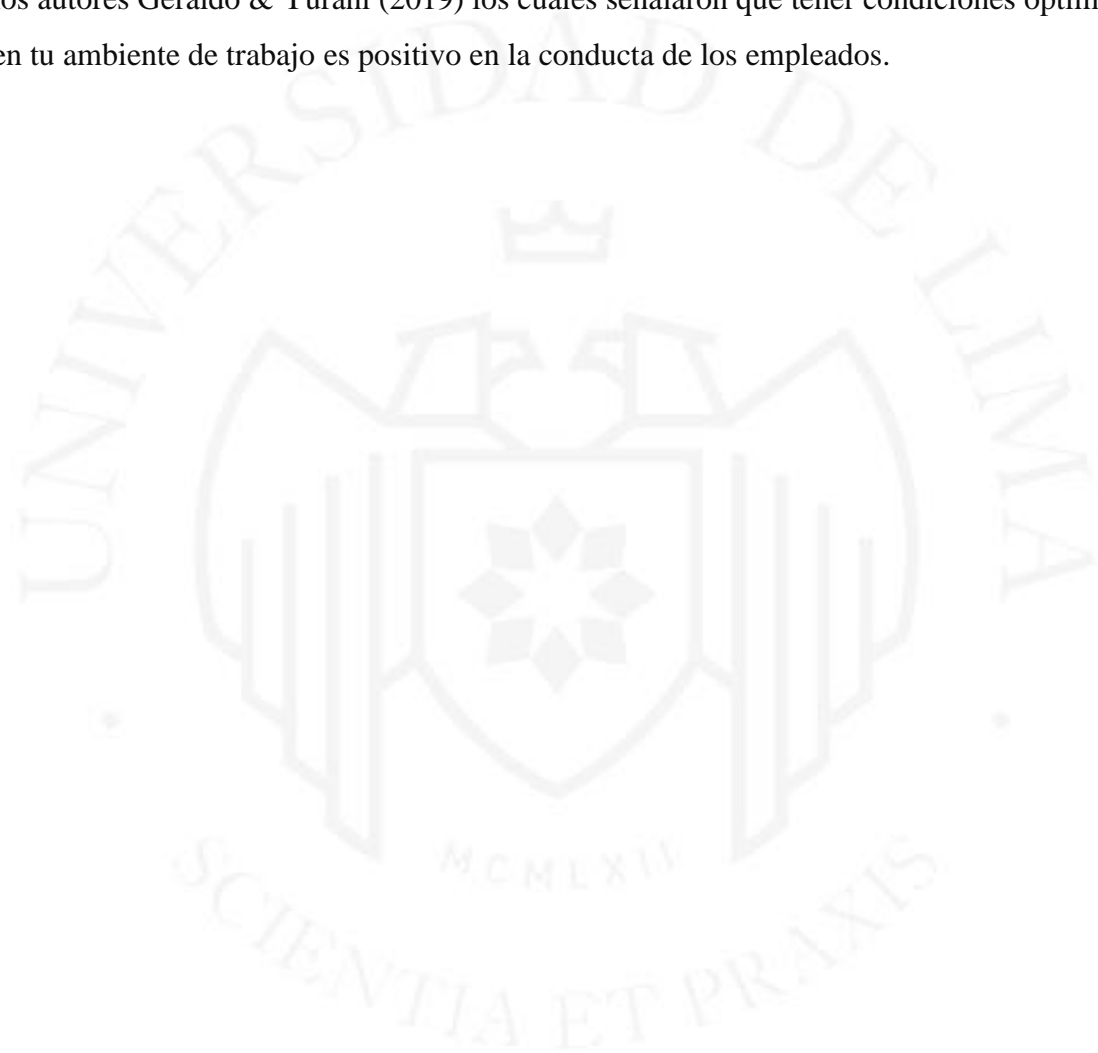 los autores Geraldo & Turani (2019) los cuales señalaron que tener condiciones óptim
en tu ambiente de trabajo es positivo en la conducta de los empleados.
UNIVERSIDAD DE LIMA
MCMLXII
SCIENTIA ET PRAXIS